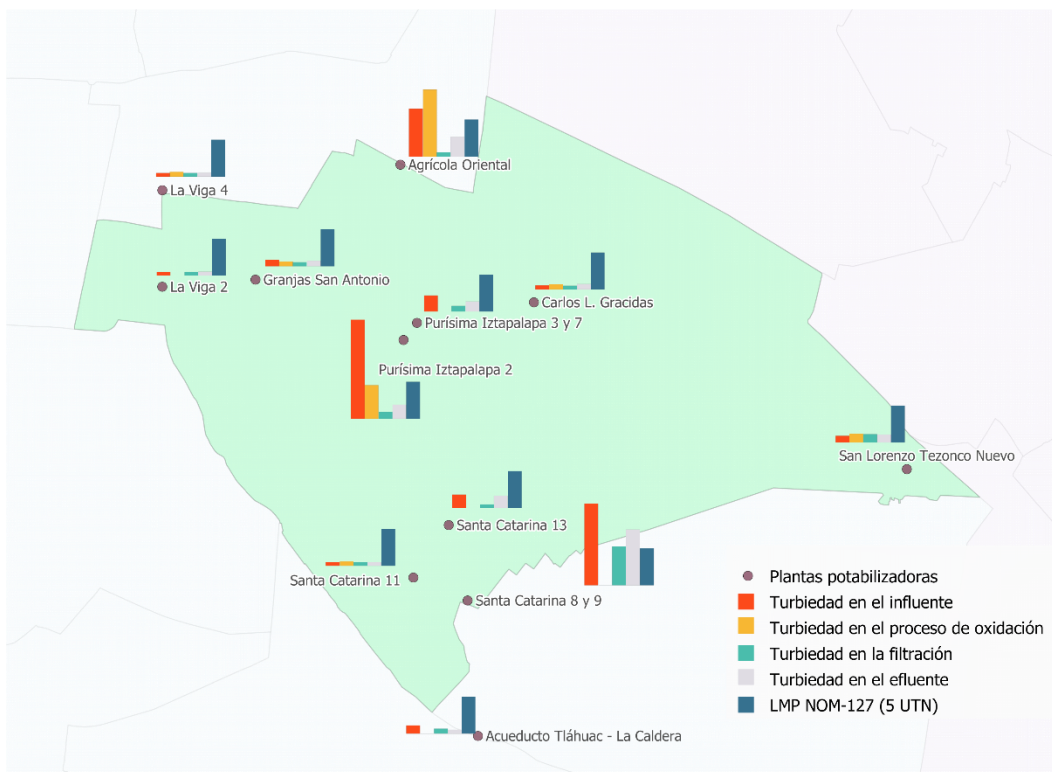 Agrícola Oriental
La Viga 4
Granjas San Antonio
La Viga 2
Carlos L. Gracidas
Purísima Iztapalapa 3 y 7
Purísima Iztapalapa 2
San Lorenzo Tezonco Nuevo
Santa Catarina 13
Santa Catarina 11
Santa Catarina 8 y 9
Acueducto Tláhuac - La Caldera
Plantas potabilizadoras
Turbiedad en el influente
Turbiedad en el proceso de oxidación
Turbiedad en la filtración
Turbiedad en el efluente
LMP NOM-127 (5 UTN)